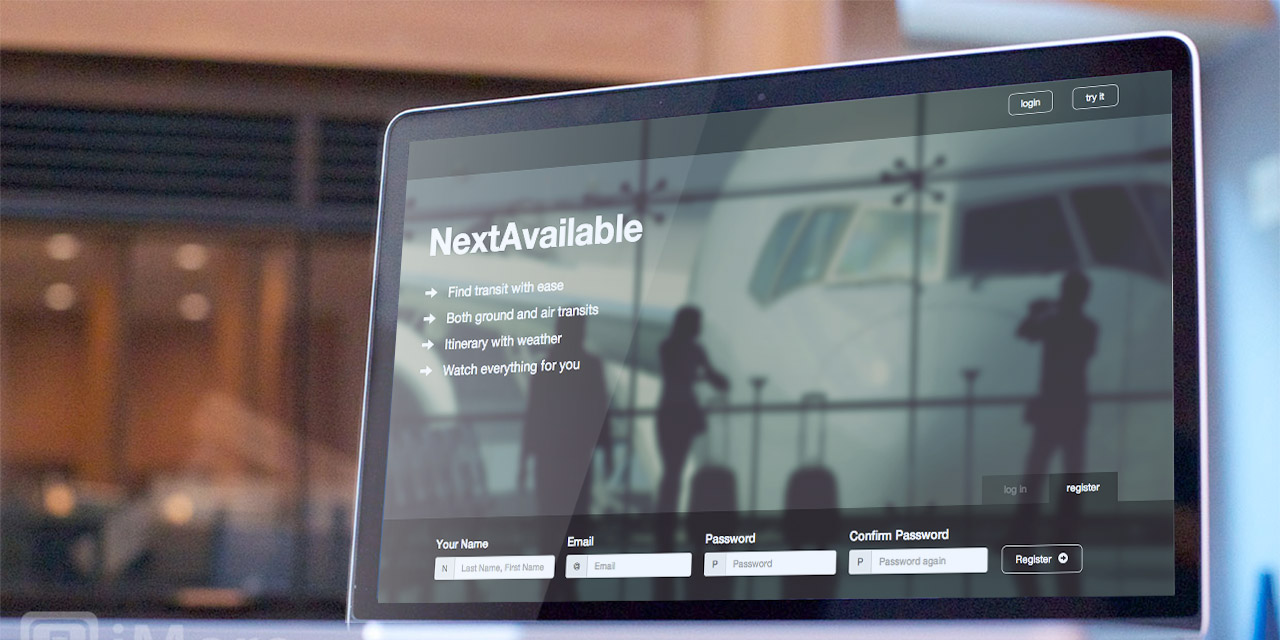 login
try it
NextAvailable
Find transit with ease
Both ground and air transits
Itinerary with weather
Watch everything for you
log in
register
Your Name
Email
Password
Confirm Password
N
Last Name, First Name
@
Email
P
Password
P
Password again
Register